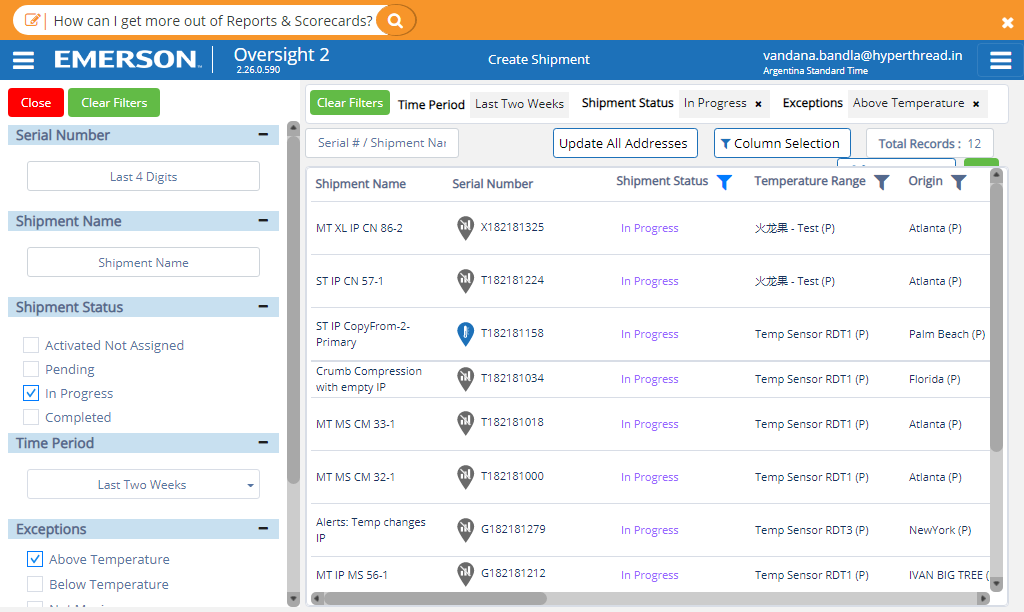 How can I get more out of Reports & Scorecards?
EMERSON
Oversight 2
2.26.0.590
Create Shipment
vandana.bandla@hyperthread.in
Argentina Standard Time
Close
Clear Filters
Serial Number
Last 4 Digits
Shipment Name
Shipment Name
Shipment Status
Activated Not Assigned
Pending
In Progress
Completed
Time Period
Last Two Weeks
Exceptions
Above Temperature
Below Temperature
Clear Filters Time Period Last Two Weeks Shipment Status In Progress × Exceptions Above Temperature ×
Serial # / Shipment Nar
Update All Addresses
Column Selection
Total Records : 12
Shipment Name Serial Number Shipment Status Temperature Range Origin
MT XL IP CN 86-2 X182181325 In Progress 火龙果 - Test (P) Atlanta (P)
ST IP CN 57-1 T182181224 In Progress 火龙果 - Test (P) Atlanta (P)
ST IP CopyFrom-2-
Primary T182181158 In Progress Temp Sensor RDT1 (P) Palm Beach (P)
Crumb Compression
with empty IP T182181034 In Progress Temp Sensor RDT1 (P) Florida (P)
MT MS CM 33-1 T182181018 In Progress Temp Sensor RDT1 (P) Atlanta (P)
MT MS CM 32-1 T182181000 In Progress Temp Sensor RDT1 (P) Atlanta (P)
Alerts: Temp changes
IP G182181279 In Progress Temp Sensor RDT3 (P) NewYork (P)
MT IP MS 56-1 G182181212 In Progress Temp Sensor RDT1 (P) IVAN BIG TREE (